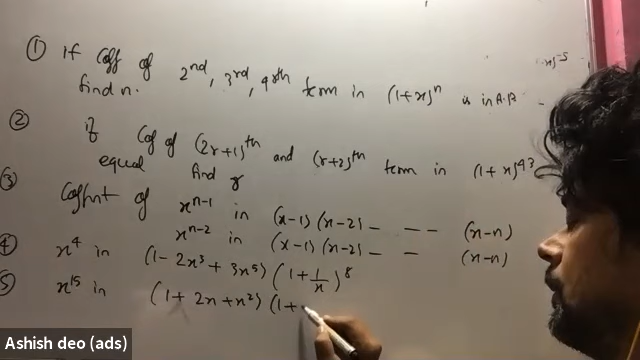 ① If Coff of 2nd, 3rd, 4rth term in (1+x)^n is in A.P
find n.
x)^-5
② if Cof of (2r+1)^th and (r+2)^th term in (1+x)^43
equal find r
③ Coffnt of x^n-1 in (x-1)(x-2)- --- (x-n)
x^n-2 in (x-1)(x-2)- - (x-n)
④ x^4 in (1-2x^3+3x^5)(1+1/x)^8
⑤ x^15 in (1+2x+x^2)(1+
Ashish deo (ads)